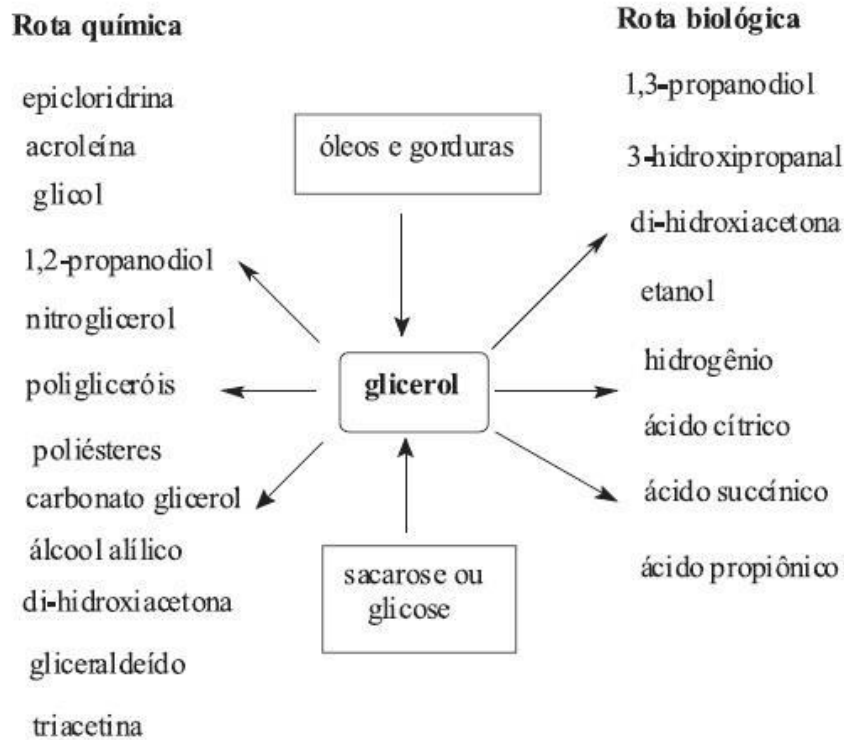 Rota química
epicloridrina
acroleína
glicol
1,2-propanodiol
nitroglicerol
poligliceróis
poliésteres
carbonato glicerol
álcool alílico
di-hidroxiacetona
gliceraldeído
triacetina
óleos e gorduras
glicerol
sacarose ou
glicose
Rota biológica
1,3-propanodiol
3-hidroxipropanal
di-hidroxiacetona
etanol
hidrogênio
ácido cítrico
ácido succínico
ácido propiônico